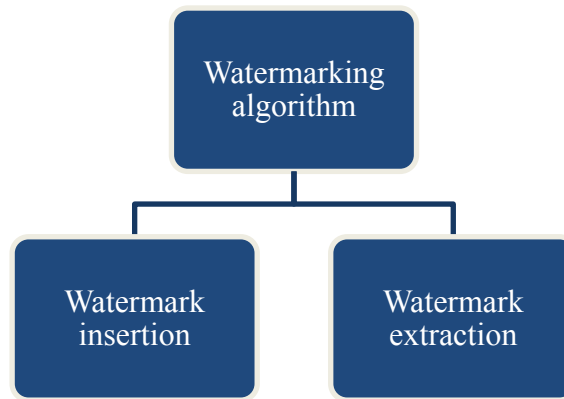 Watermarking
algorithm
Watermark
insertion
Watermark
extraction